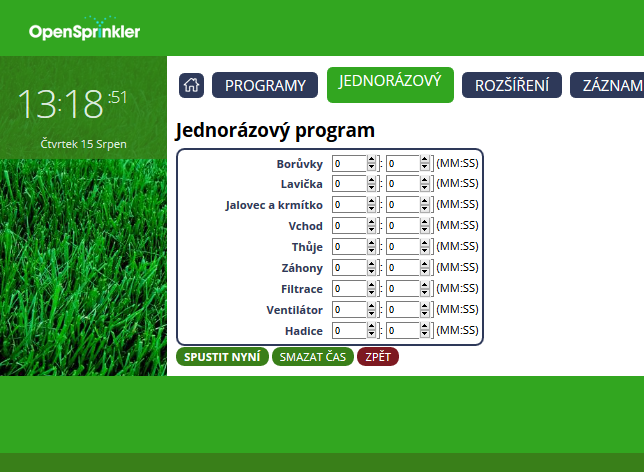 OpenSprinkler
13:18 :51
Čtvrtek 15 Srpen
PROGRAMY
JEDNORÁZOVÝ
ROZŠÍŘENÍ
ZÁZNAM
Jednorázový program
Borůvky 0 : 0 (MM:SS)
Lavička 0 : 0 (MM:SS)
Jalovec a krmítko 0 : 0 (MM:SS)
Vchod 0 : 0 (MM:SS)
Thůje 0 : 0 (MM:SS)
Záhony 0 : 0 (MM:SS)
Filtrace 0 : 0 (MM:SS)
Ventilátor 0 : 0 (MM:SS)
Hadice 0 : 0 (MM:SS)
SPUSTIT NYNÍ SMAZAT ČAS ZPĚT